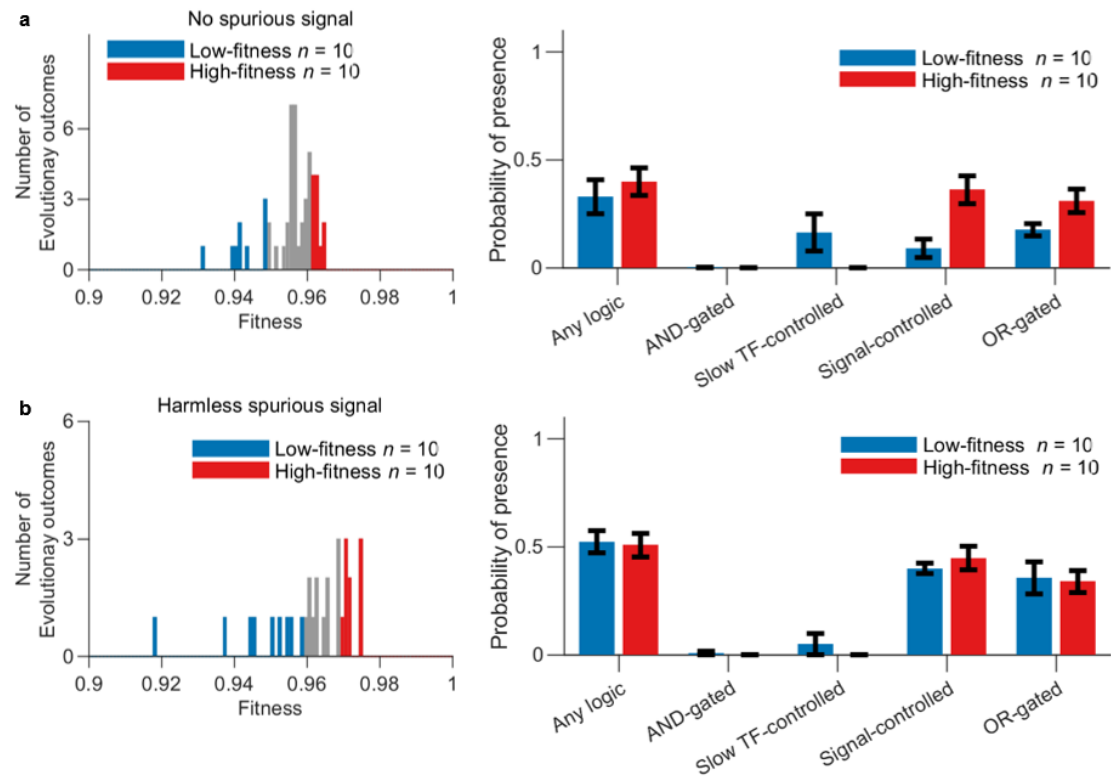 a
No spurious signal
Low-fitness n = 10
High-fitness n = 10
Number of
Evolutionay outcomes
6
3
0
0.9 0.92 0.94 0.96 0.98 1
Fitness
Low-fitness n = 10
High-fitness n = 10
Probability of presence
1
0.5
0
Any logic
AND-gated
Slow TF-controlled
Signal-controlled
OR-gated
b
Harmless spurious signal
Low-fitness n = 10
High-fitness n = 10
Number of
Evolutionay outcomes
6
3
0
0.9 0.92 0.94 0.96 0.98 1
Fitness
Low-fitness n = 10
High-fitness n = 10
Probability of presence
1
0.5
0
Any logic
AND-gated
Slow TF-controlled
Signal-controlled
OR-gated